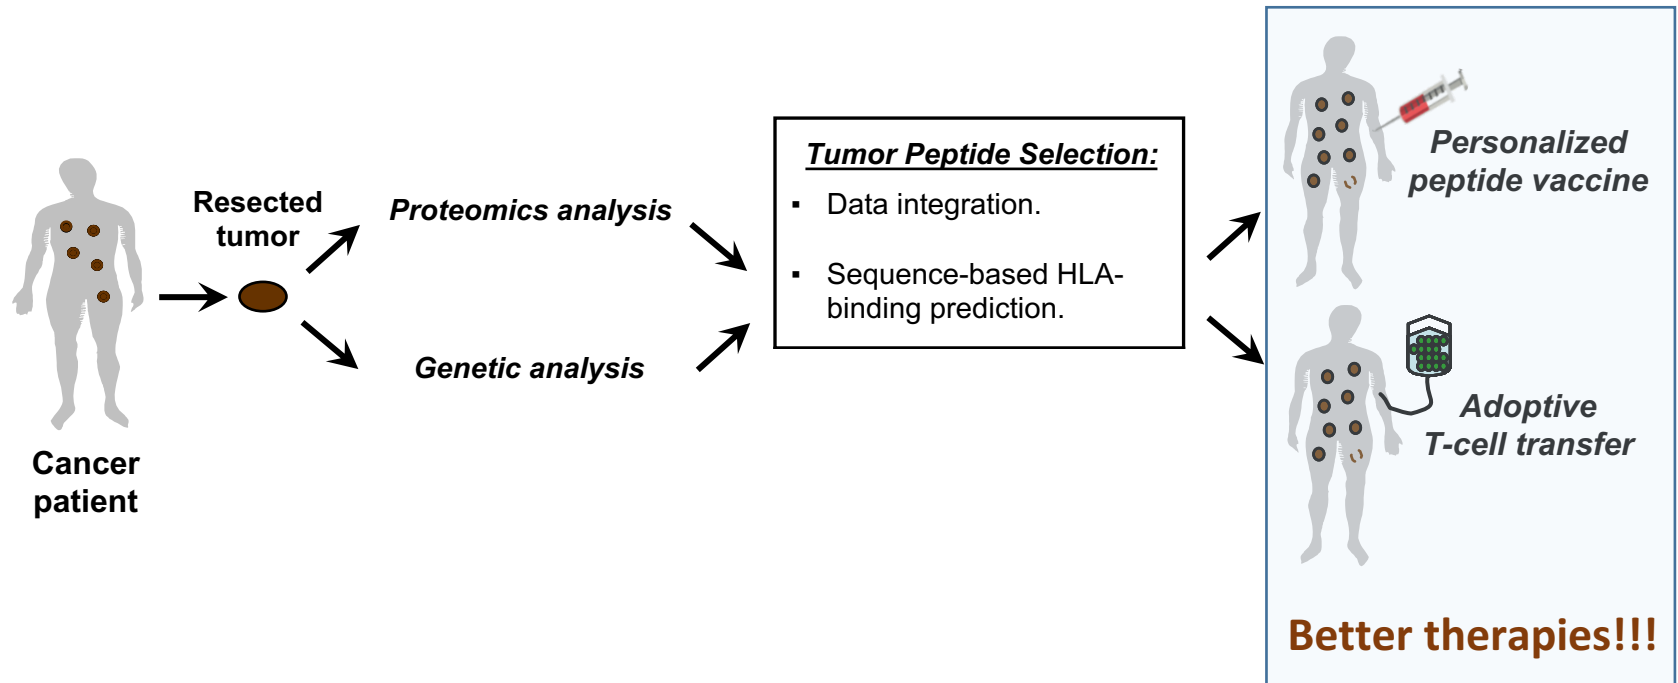 Cancer
patient
Resected
tumor
Proteomics analysis
Genetic analysis
Tumor Peptide Selection:
▪ Data integration.
▪ Sequence-based HLA-
binding prediction.
Personalized
peptide vaccine
Adoptive
T-cell transfer
Better therapies!!!